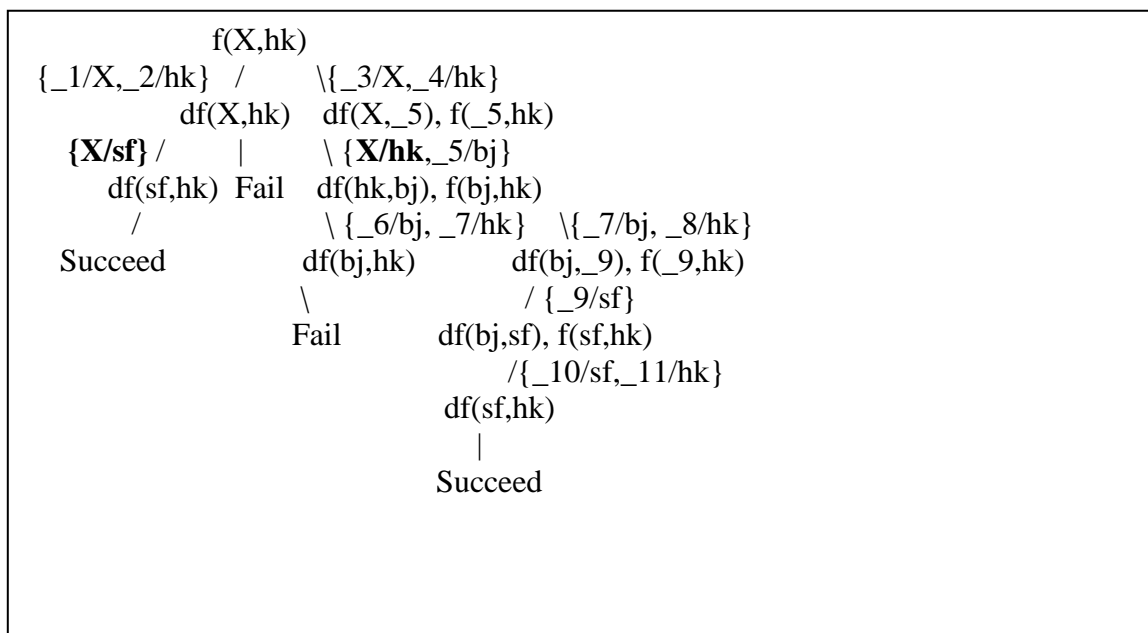 f(X,hk)
{_1/X,_2/hk} / \{_3/X,_4/hk}
df(X,hk) df(X,_5), f(_5,hk)
{X/sf} / | \ {X/hk,_5/bj}
df(sf,hk) Fail df(hk,bj), f(bj,hk)
/ \ {_6/bj, _7/hk} \{_7/bj, _8/hk}
Succeed df(bj,hk) df(bj,_9), f(_9,hk)
\ / {_9/sf}
Fail df(bj,sf), f(sf,hk)
/{_10/sf,_11/hk}
df(sf,hk)
|
Succeed